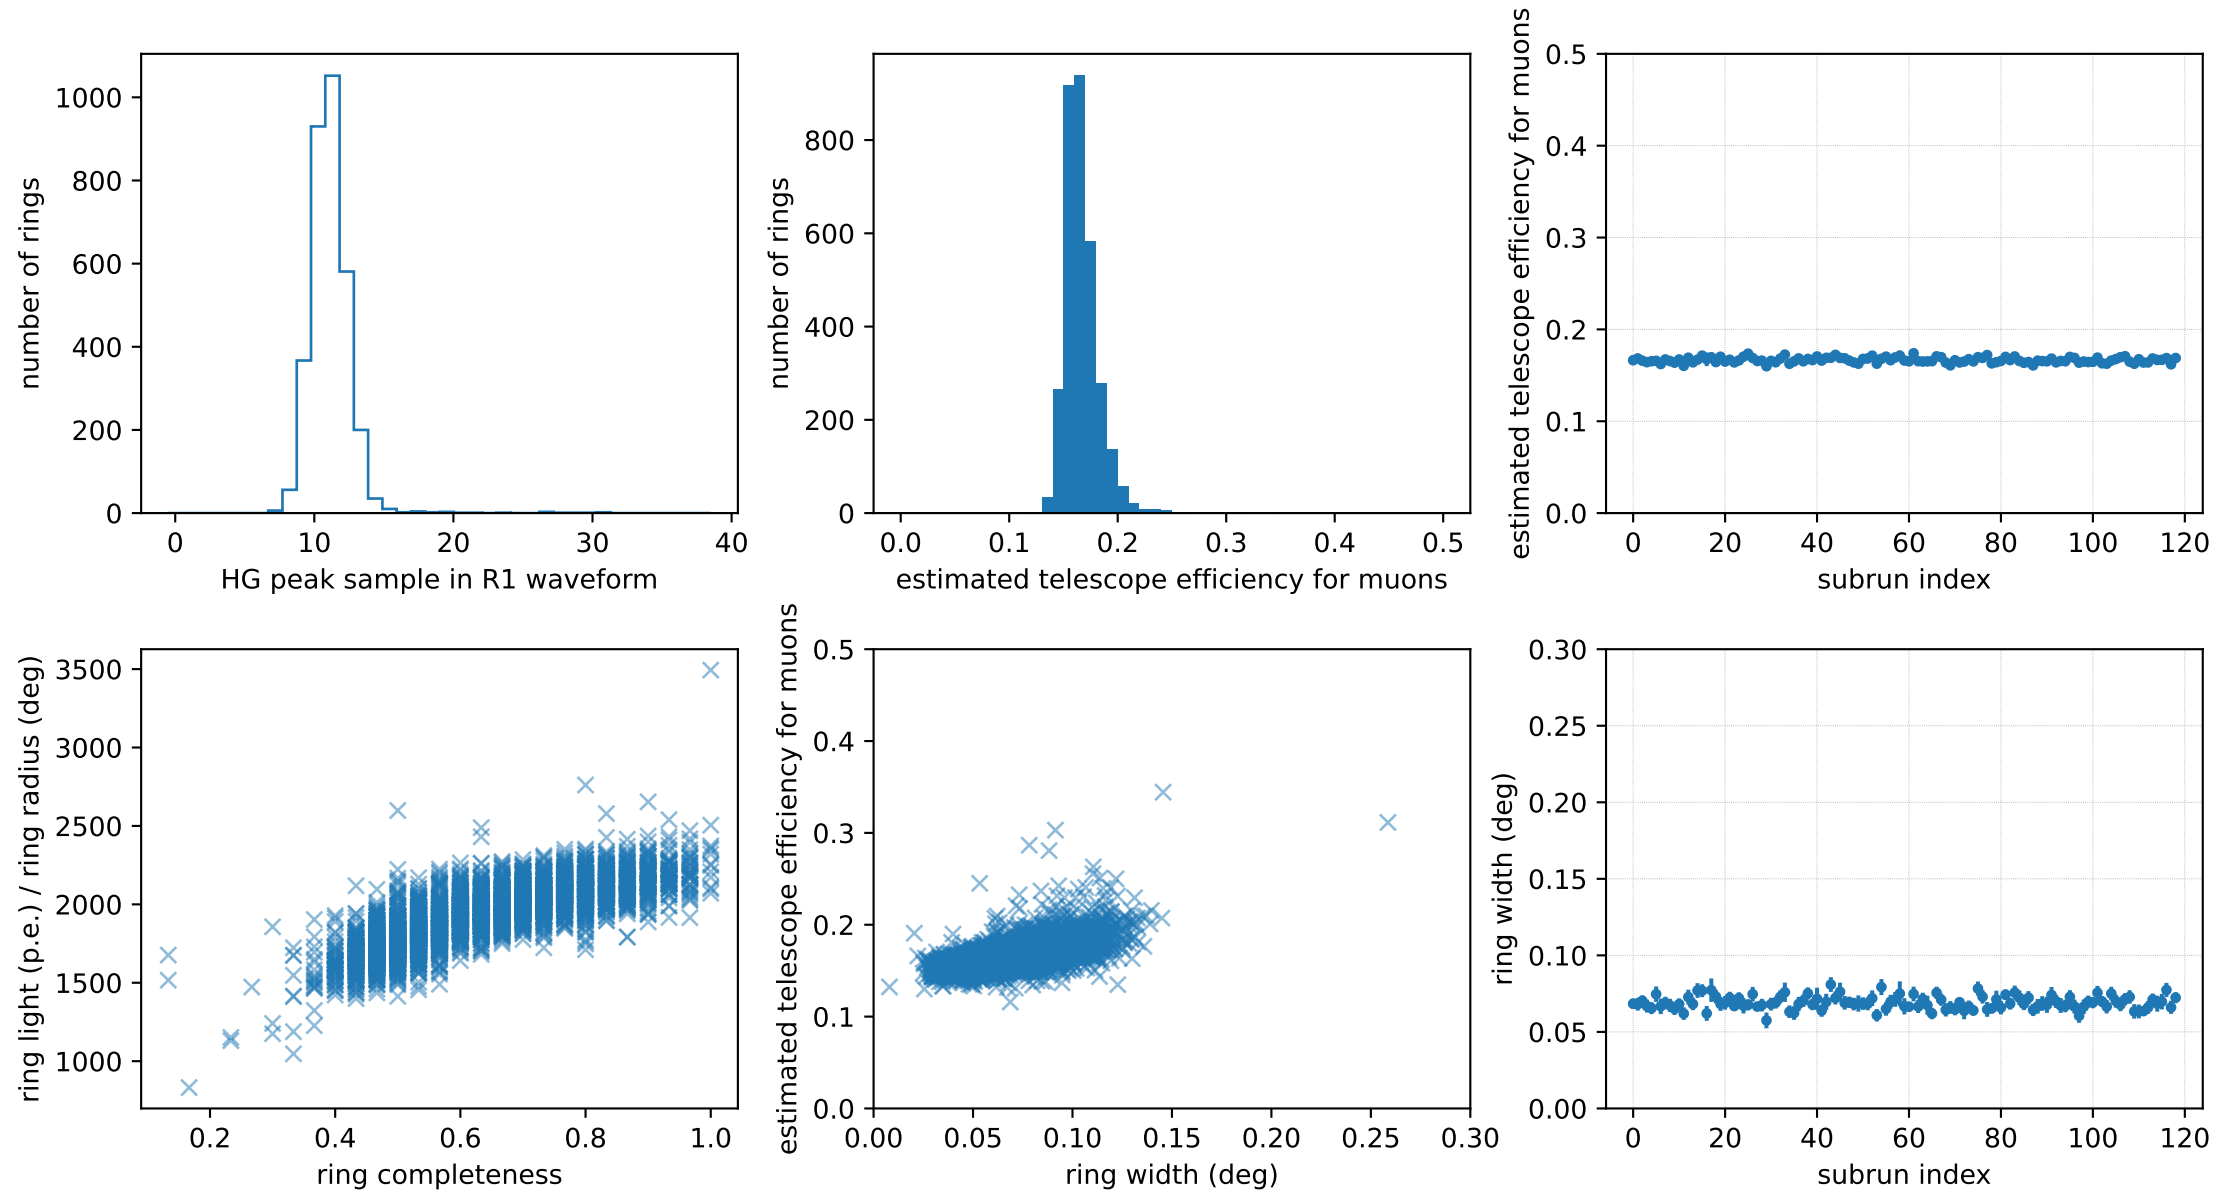 number of rings
1000
800
600
400
200
0
0 10 20 30 40
HG peak sample in R1 waveform
number of rings
800
600
400
200
0
0.0 0.1 0.2 0.3 0.4 0.5
estimated telescope efficiency for muons
estimated telescope efficiency for muons
0.5
0.4
0.3
0.2
0.1
0.0
0 20 40 60 80 100 120
subrun index
ring light (p.e.) / ring radius (deg)
3500
3000
2500
2000
1500
1000
0.2 0.4 0.6 0.8 1.0
ring completeness
estimated telescope efficiency for muons
0.5
0.4
0.3
0.2
0.1
0.0
0.00 0.05 0.10 0.15 0.20 0.25 0.30
ring width (deg)
ring width (deg)
0.30
0.25
0.20
0.15
0.10
0.05
0.00
0 20 40 60 80 100 120
subrun index